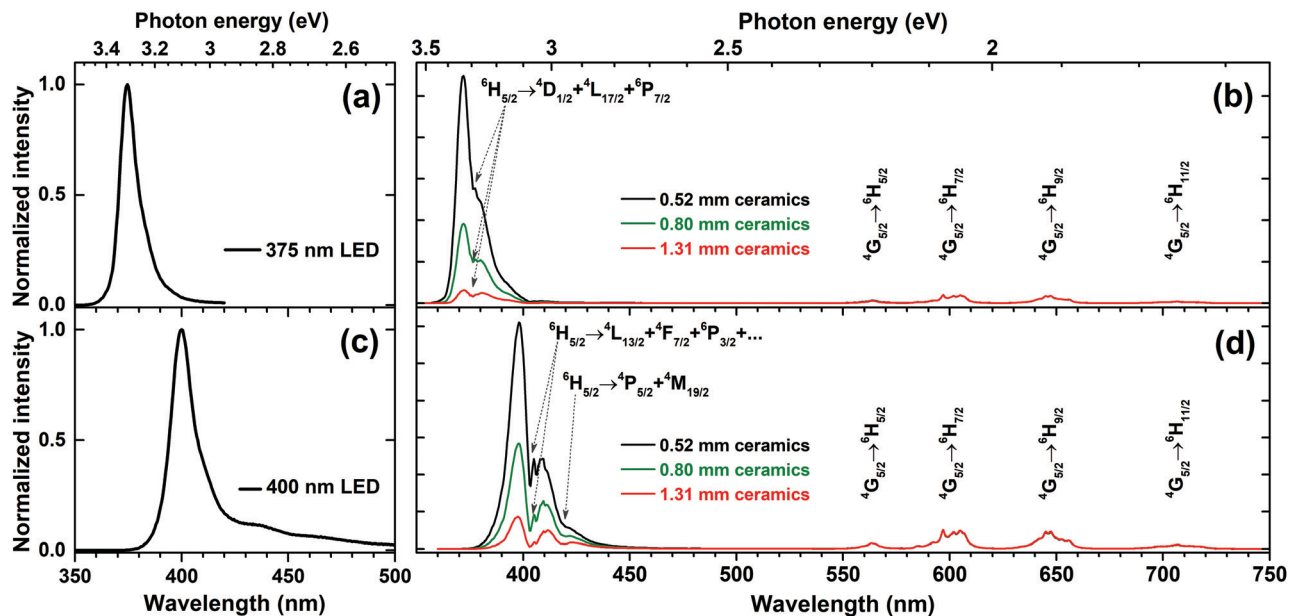 Photon energy (eV)
3.4 3.2 3 2.8 2.6
Photon energy (eV)
3.5 3 2.5 2
Normalized intensity
1.0
0.5
0.0
(a)
375 nm LED
(b)
⁶H₅/₂→⁴D₁/₂+⁴L₁₇/₂+⁶P₇/₂
0.52 mm ceramics
0.80 mm ceramics
1.31 mm ceramics
⁴G₅/₂→⁶H₅/₂
⁴G₅/₂→⁶H₇/₂
⁴G₅/₂→⁶H₉/₂
⁴G₅/₂→⁶H₁₁/₂
Normalized intensity
1.0
0.5
0.0
(c)
400 nm LED
350 400 450 500
Wavelength (nm)
(d)
⁶H₅/₂→⁴L₁₃/₂+⁴F₇/₂+⁶P₃/₂+...
⁶H₅/₂→⁴P₅/₂+⁴M₁₉/₂
0.52 mm ceramics
0.80 mm ceramics
1.31 mm ceramics
⁴G₅/₂→⁶H₅/₂
⁴G₅/₂→⁶H₇/₂
⁴G₅/₂→⁶H₉/₂
⁴G₅/₂→⁶H₁₁/₂
400 450 500 550 600 650 700 750
Wavelength (nm)